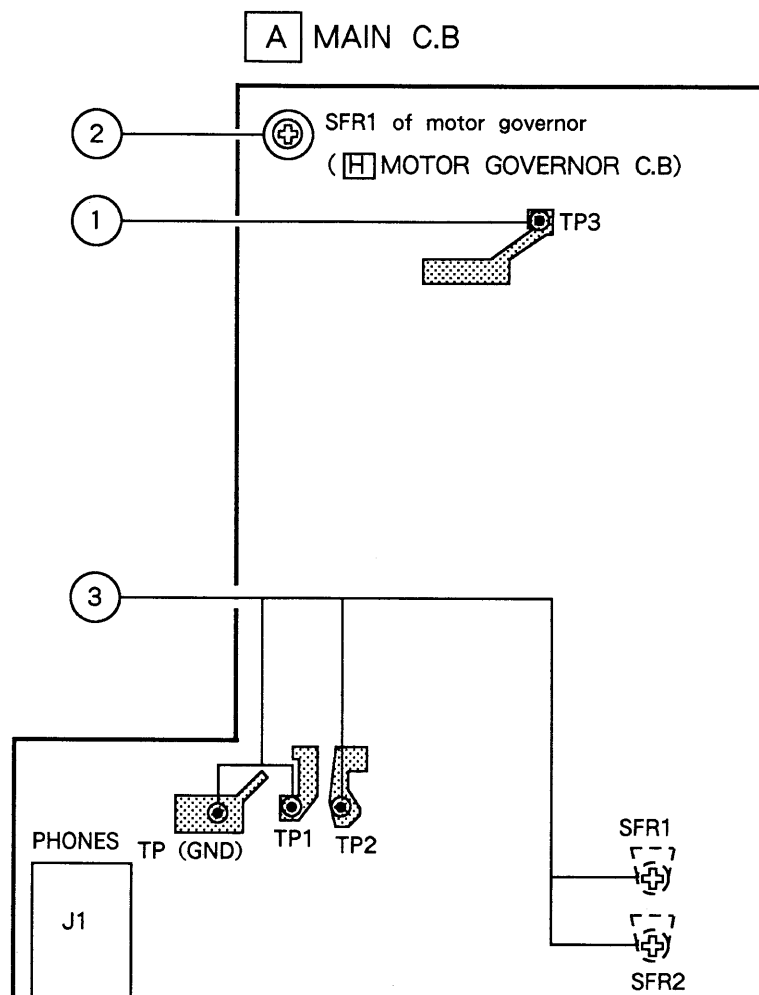 A MAIN C.B
2 SFR1 of motor governor
( H MOTOR GOVERNOR C.B)
1 TP3
3
PHONES TP (GND) TP1 TP2
SFR1
J1
SFR2